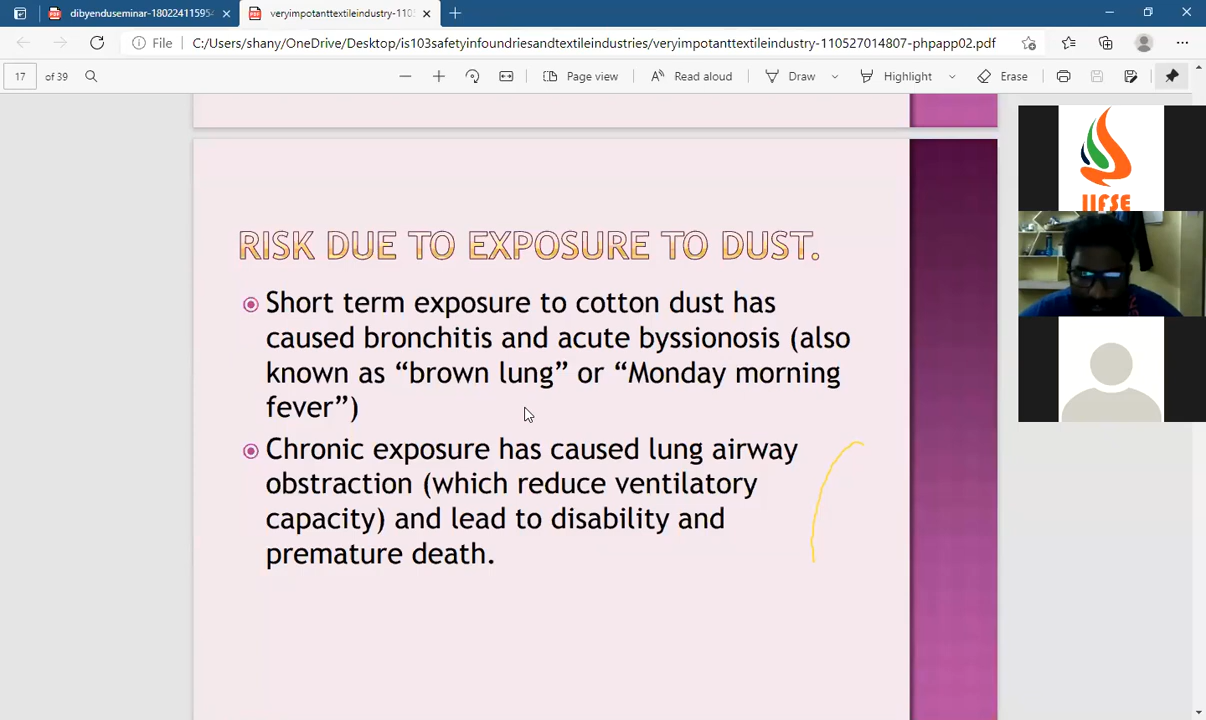 dibyenduseminar-1802241159​54
veryimpotanttextileindustry-110
File
C:/Users/shany/OneDrive/Desktop/is103safetyinfoundriesandtextileindustries/veryimpotanttextileindustry-110527014807-phpapp02.pdf
17 of 39
Page view
Read aloud
Draw
Highlight
Erase
IIFSE
RISK DUE TO EXPOSURE TO DUST.
Short term exposure to cotton dust has
caused bronchitis and acute byssionosis (also
known as “brown lung” or “Monday morning
fever”)
Chronic exposure has caused lung airway
obstraction (which reduce ventilatory
capacity) and lead to disability and
premature death.